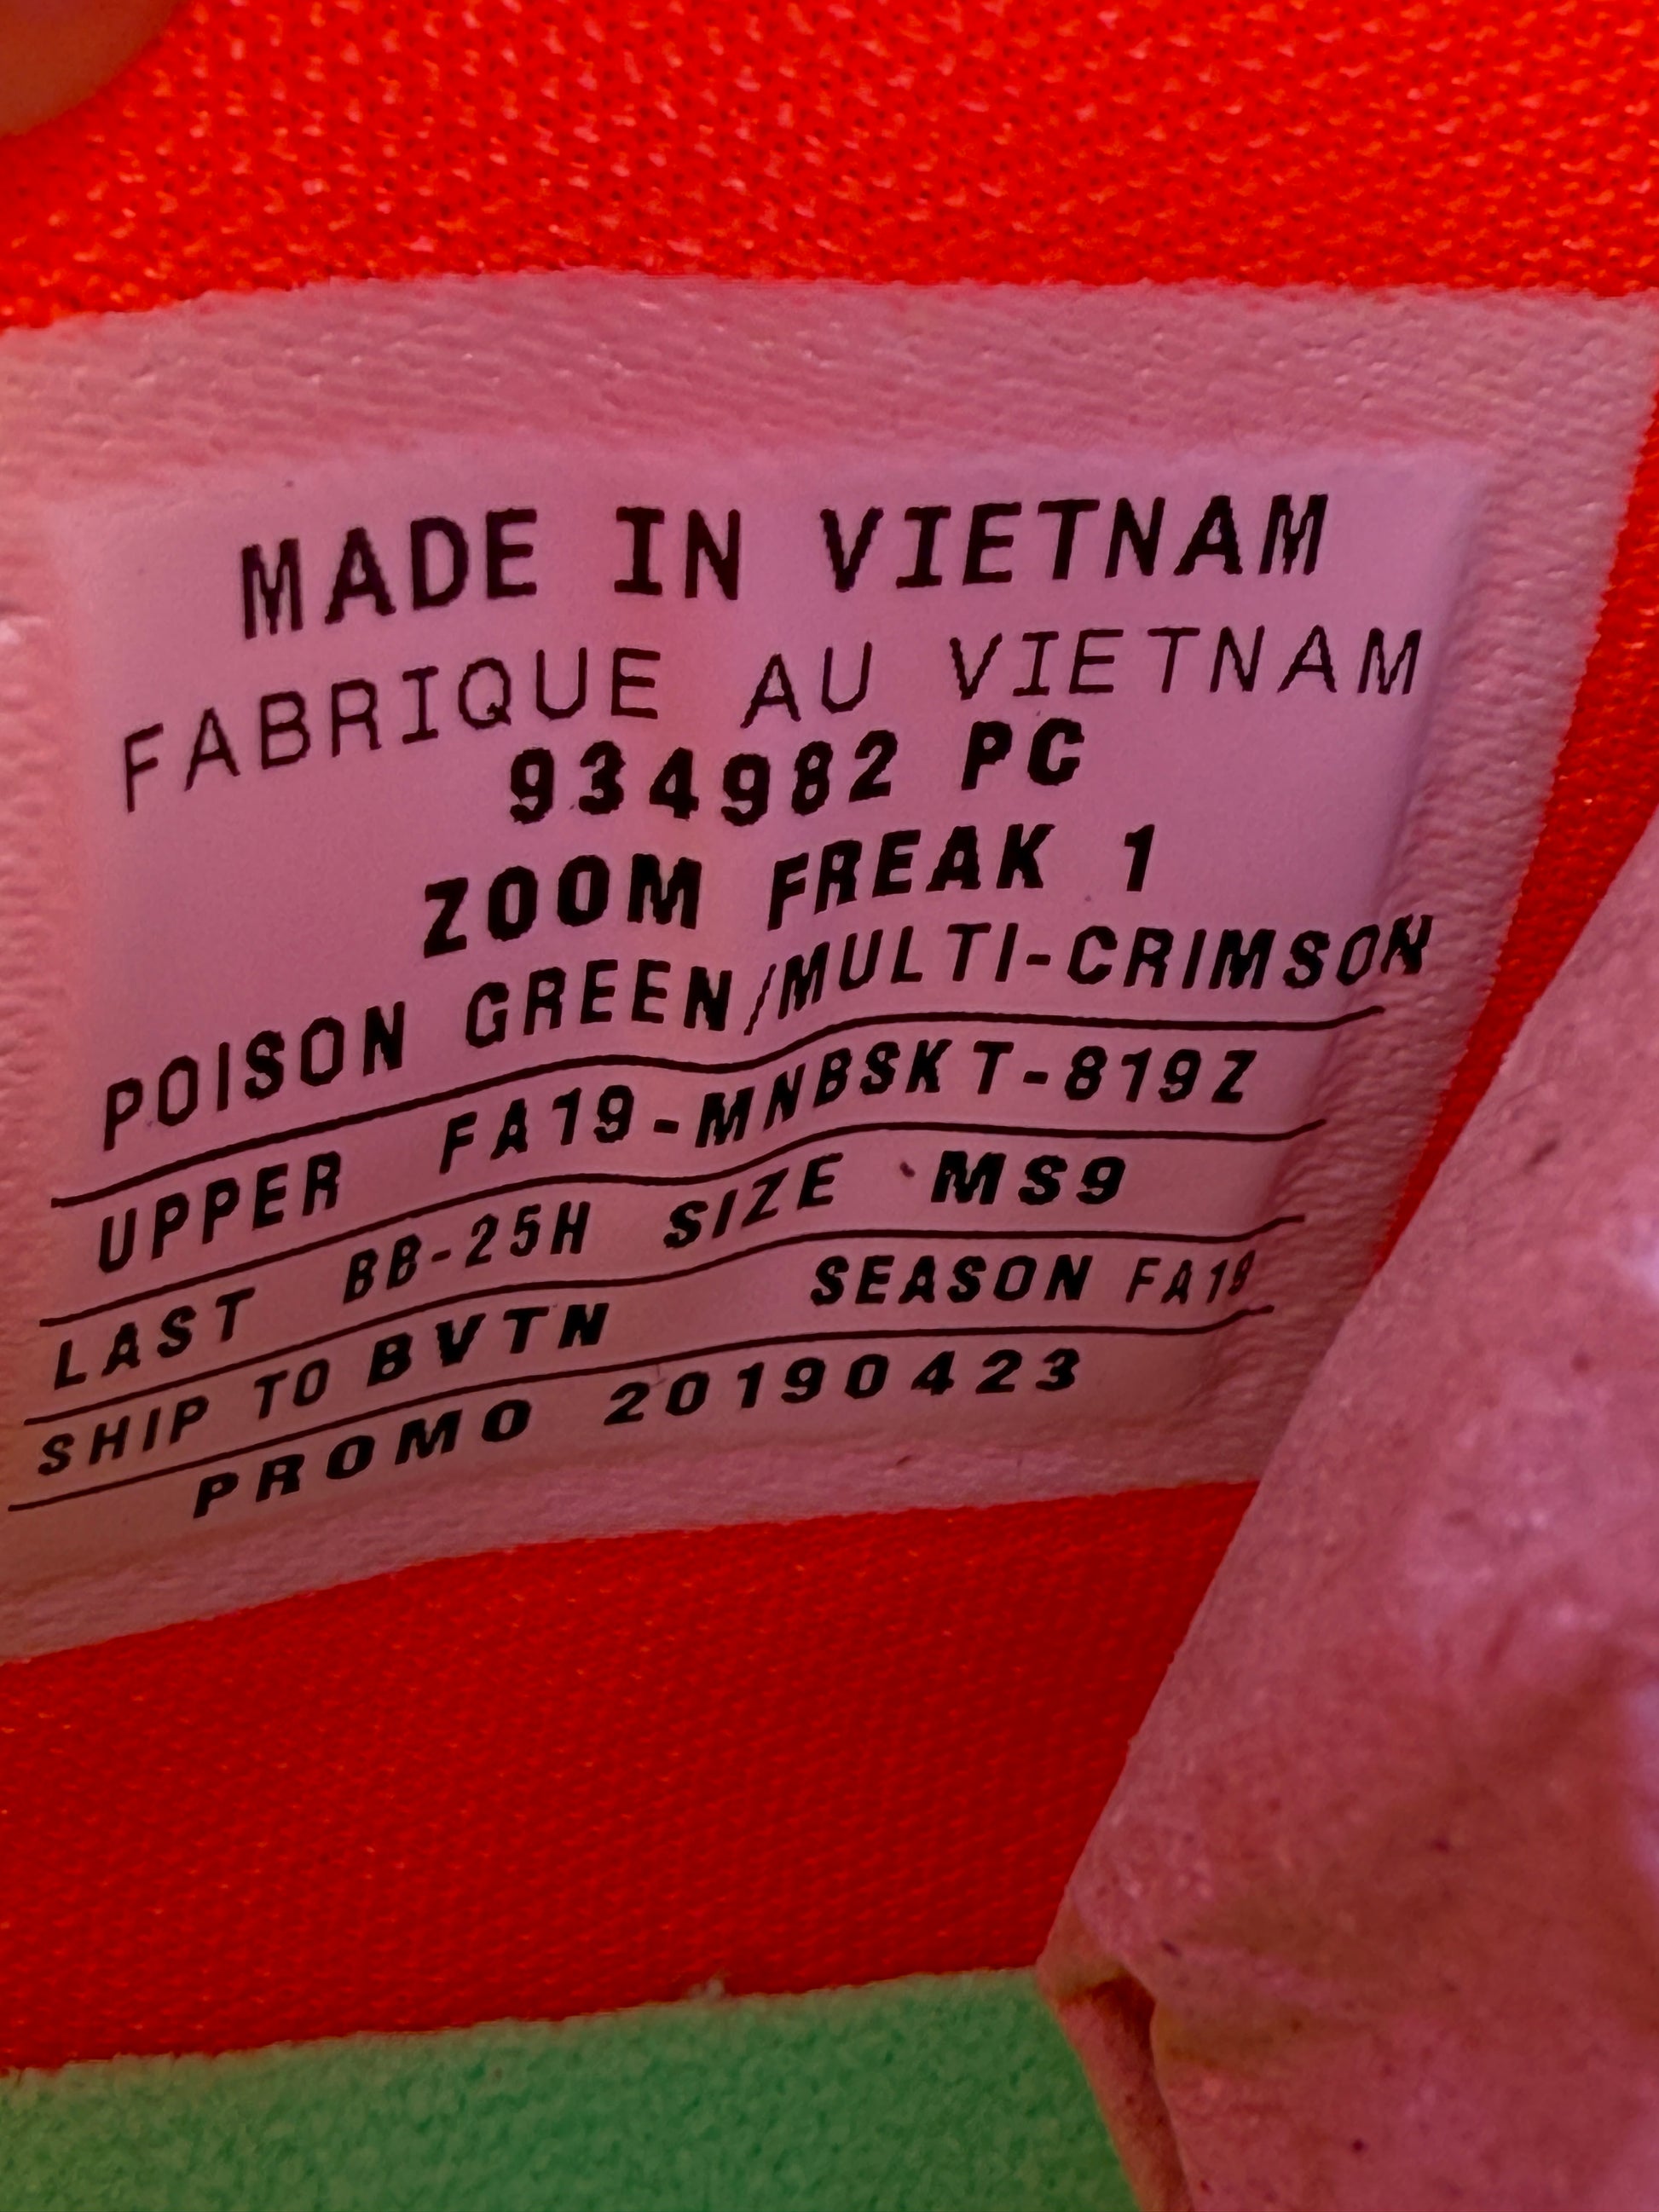 MADE IN VIETNAM
FABRIQUE AU VIETNAM
934982 PC
ZOOM FREAK 1
POISON GREEN/MULTI-CRIMSON
UPPER FA19-MNBSKT-819Z
LAST BB-25H SIZE MS9
SHIP TO BVTN SEASON FA19
PROMO 20190423